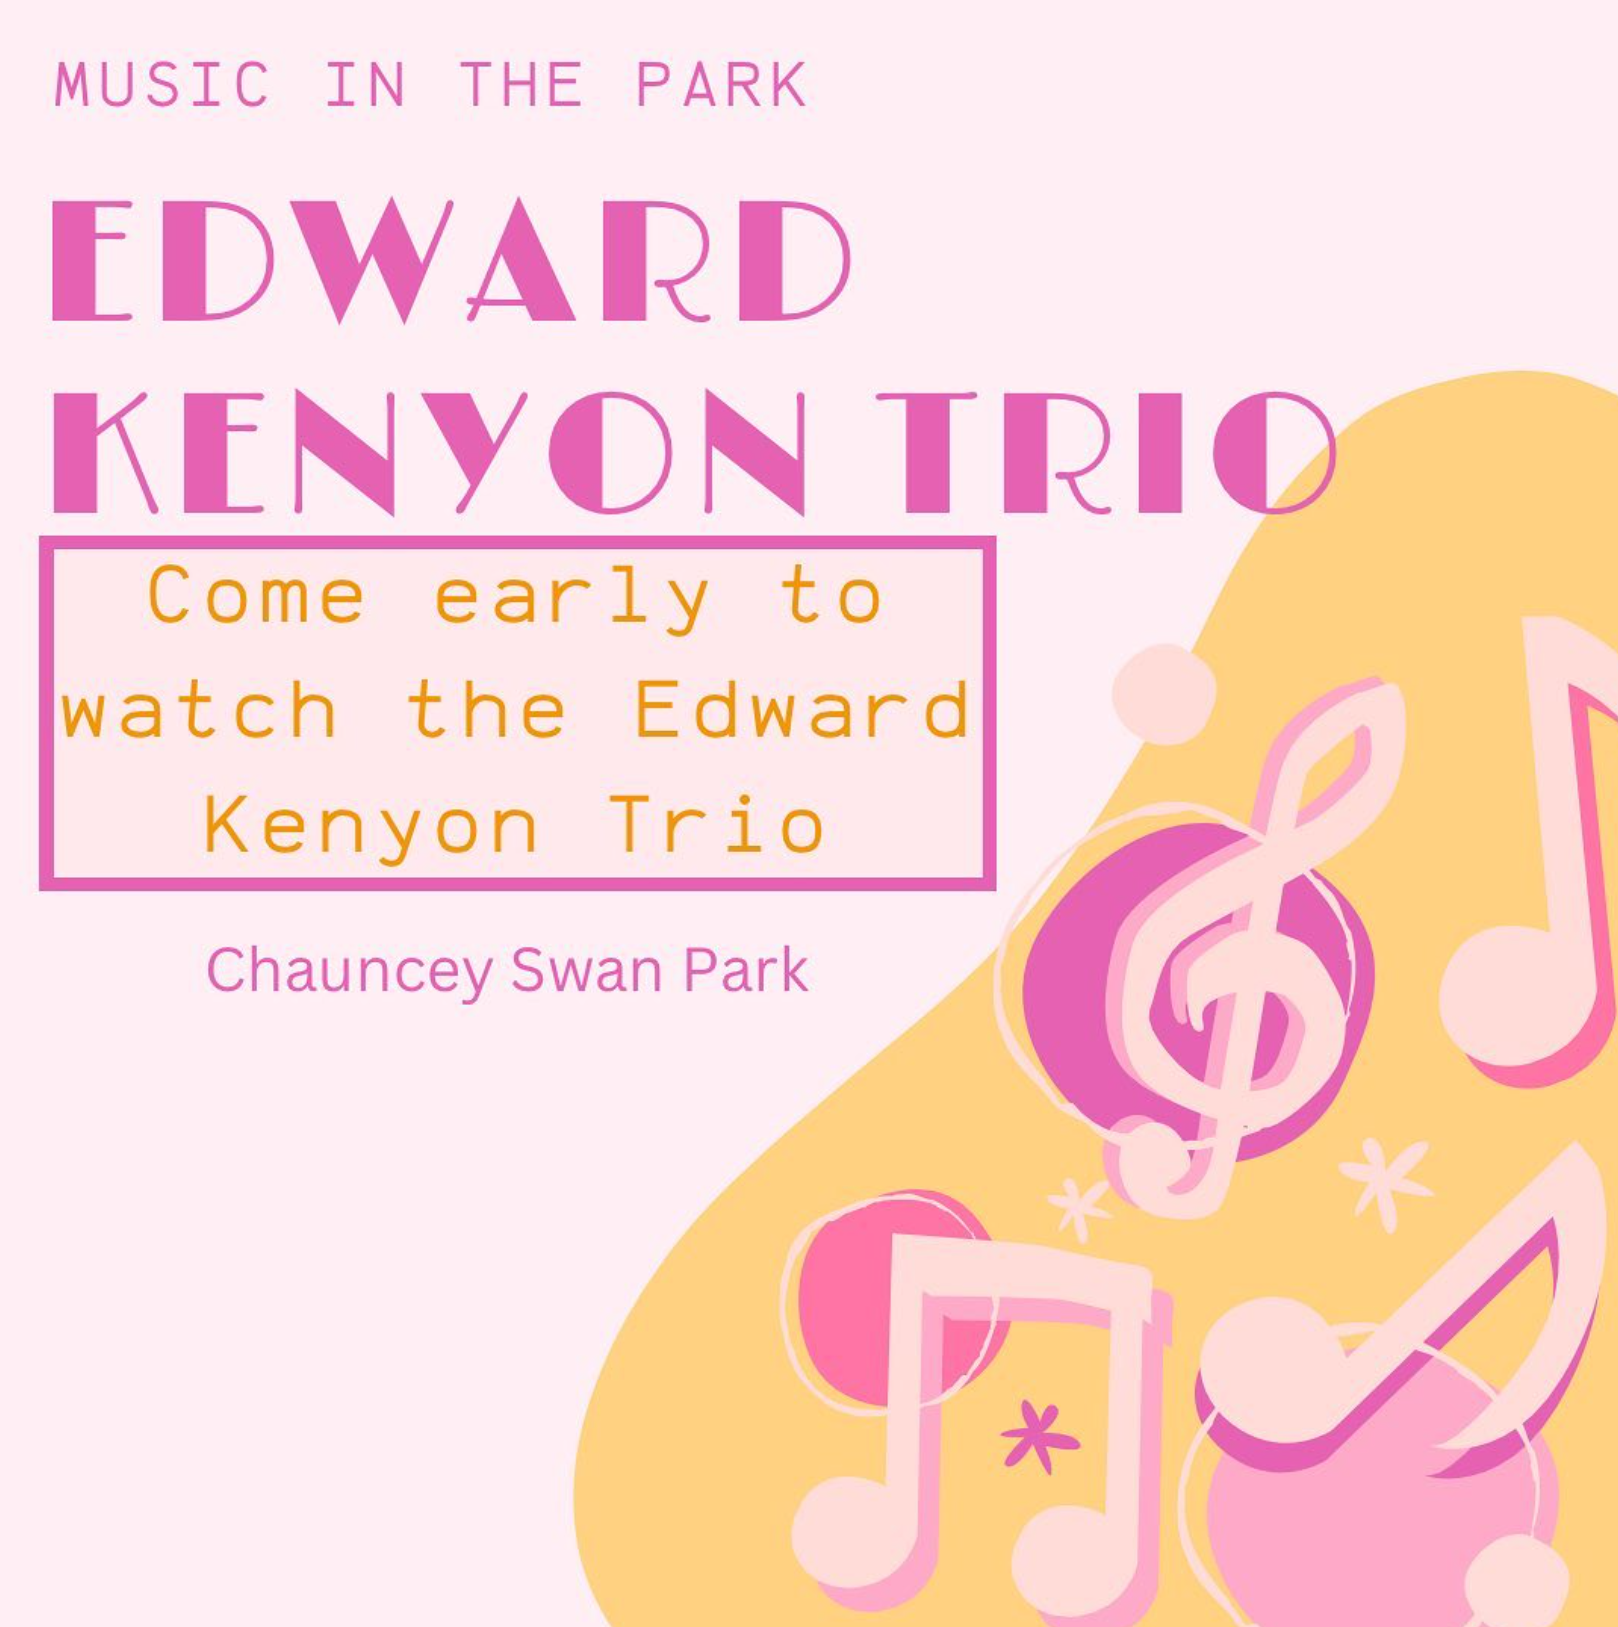 MUSIC IN THE PARK
EDWARD
KENYON TRIO
Come early to
watch the Edward
Kenyon Trio
Chauncey Swan Park